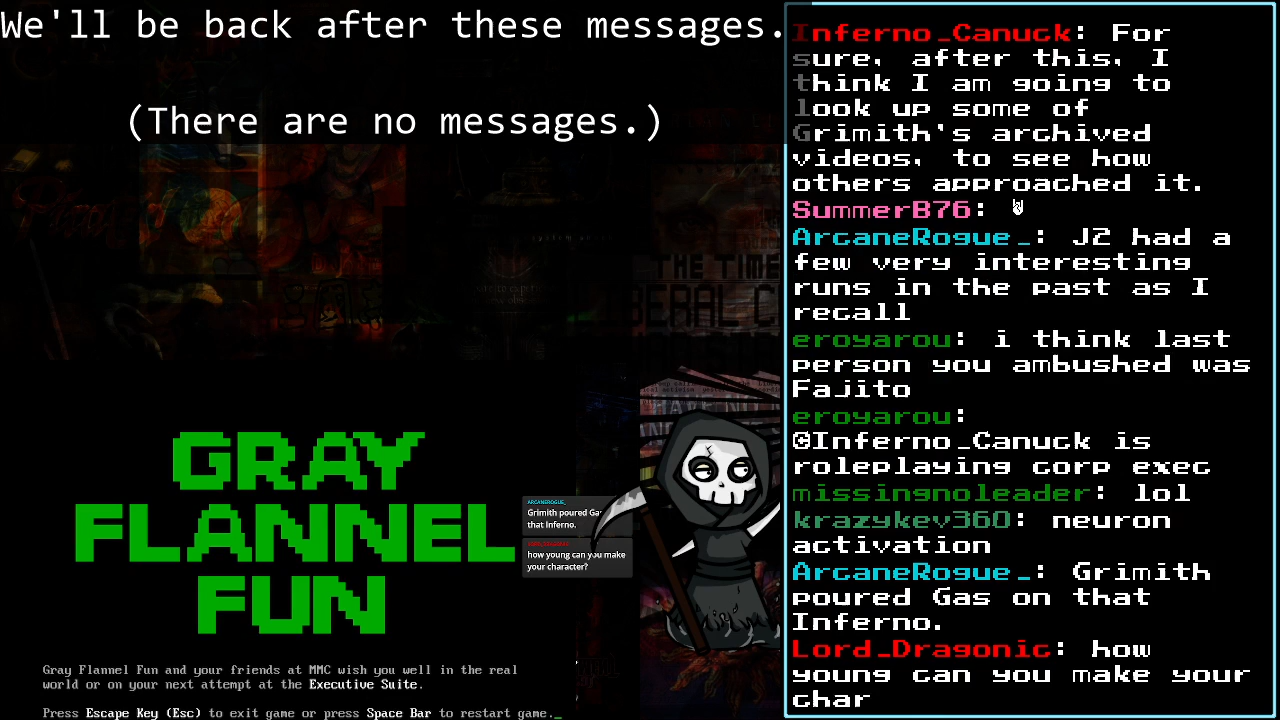 We'll be back after these messages.
(There are no messages.)
THE TIME
IBERAL C
GRAY
FLANNEL
FUN
ARCANEROGUE_
Grimith poured Gas
that Inferno.
how young can you make
your character?
Gray Flannel Fun and your friends at MMC wish you well in the real
world or on your next attempt at the Executive Suite.
Press Escape Key (Esc) to exit game or press Space Bar to restart game._
Inferno_Canuck: For
sure, after this, I
think I am going to
look up some of
Grimith's archived
videos, to see how
others approached it.
SummerB76: 🤘
ArcaneRogue_: JZ had a
few very interesting
runs in the past as I
recall
eroyarou: i think last
person you ambushed was
Fajito
eroyarou:
@Inferno_Canuck is
roleplaying corp exec
missingnoleader: lol
krazykev360: neuron
activation
ArcaneRogue_: Grimith
poured Gas on that
Inferno.
Lord_Dragonic: how
young can you make your
char